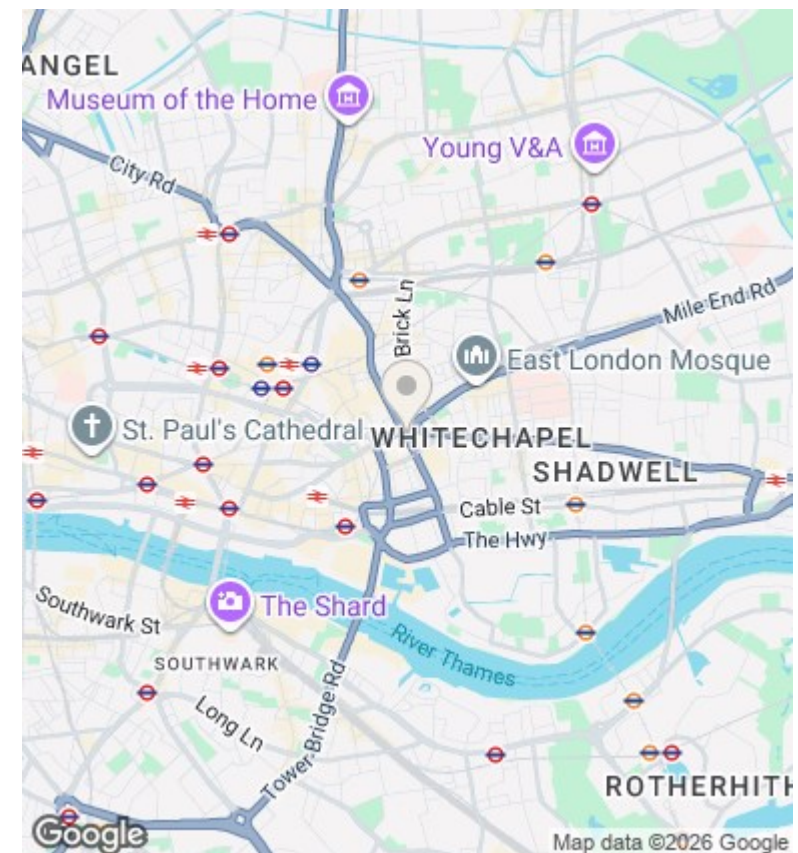 ANGEL
Museum of the Home
Young V&A
City Rd
Brick Ln
Mile End Rd
East London Mosque
St. Paul's Cathedral
WHITECHAPEL
SHADWELL
Cable St
The Hwy
The Shard
Southwark St
River Thames
SOUTHWARK
Long Ln
Tower Bridge Rd
ROTHERHITH
Google
Map data ©2026 Google